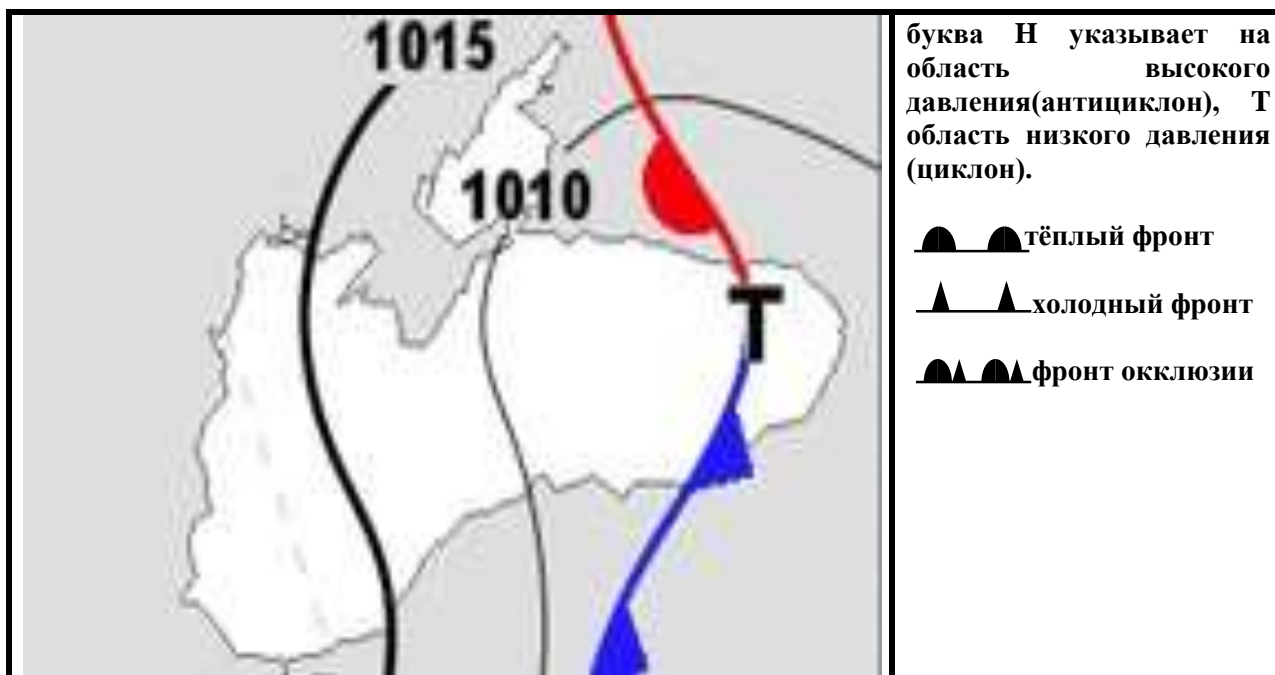 1015
1010
Т
буква Н указывает на
область высокого
давления(антициклон), Т
область низкого давления
(циклон).
тёплый фронт
холодный фронт
фронт окклюзии